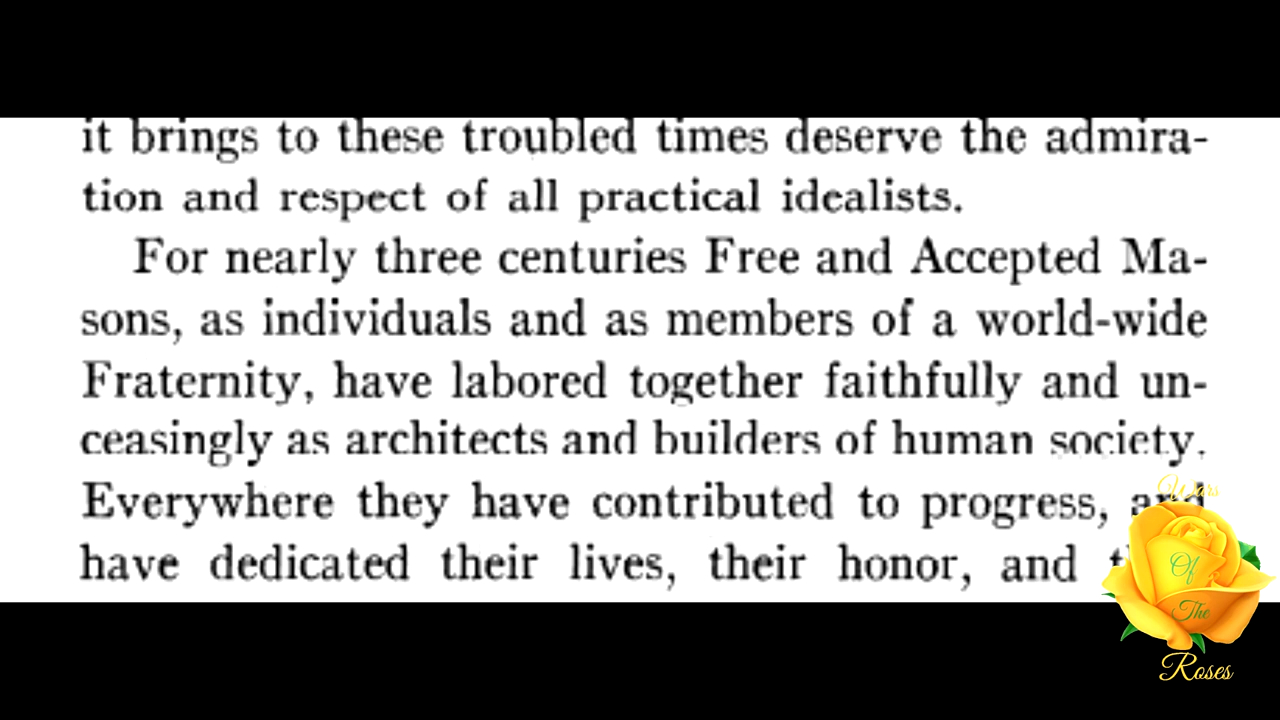 it brings to these troubled times deserve the admira-
tion and respect of all practical idealists.
For nearly three centuries Free and Accepted Ma-
sons, as individuals and as members of a world-wide
Fraternity, have labored together faithfully and un-
ceasingly as architects and builders of human society.
Everywhere they have contributed to progress, and
have dedicated their lives, their honor, and
Wars
Of
The
Roses